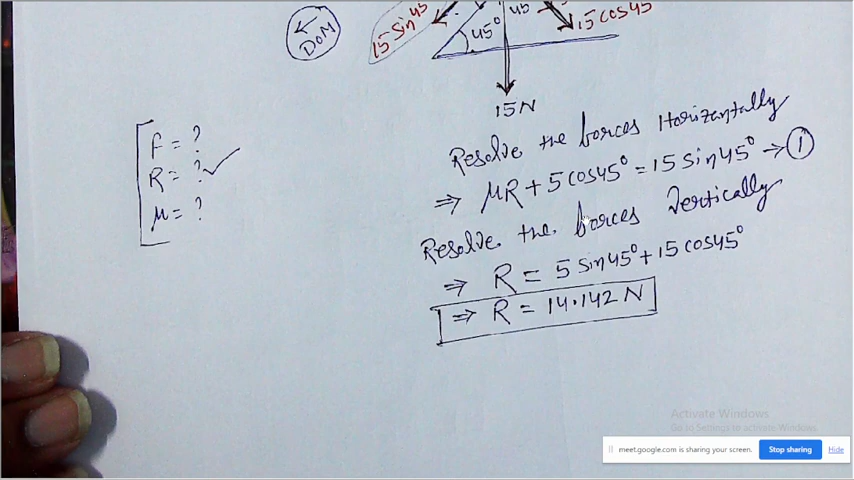 15 Sin45
45°
45
15 cos45
← DOM
15N
F = ?
R = ? ✓
μ = ?
Resolve the forces Horizontally
⇒ μR + 5 cos45° = 15 Sin45° → ①
Resolve the forces Vertically
⇒ R = 5 Sin45° + 15 cos45°
⇒ R = 14.142 N
Activate Windows
Go to Settings to activate Windows.
meet.google.com is sharing your screen.
Stop sharing
Hide